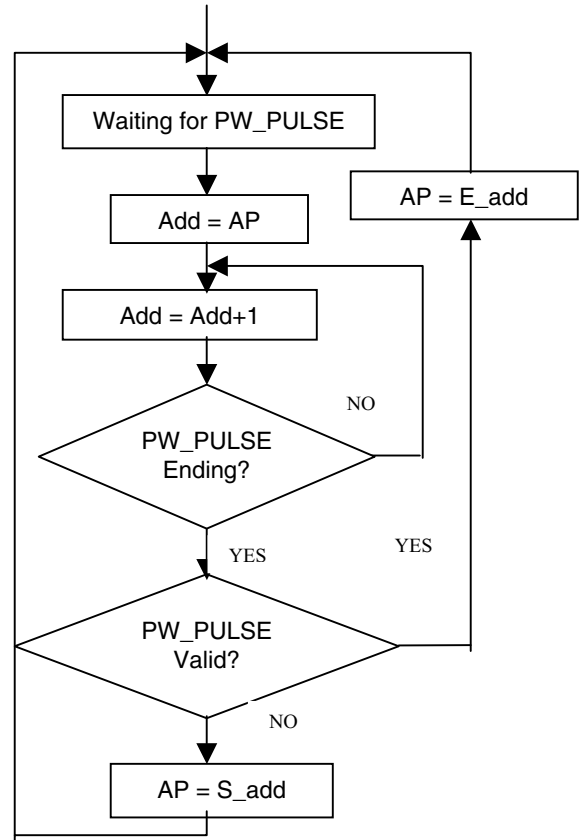 Waiting for PW_PULSE
AP = E_add
Add = AP
Add = Add+1
NO
PW_PULSE
Ending?
YES
YES
PW_PULSE
Valid?
NO
AP = S_add